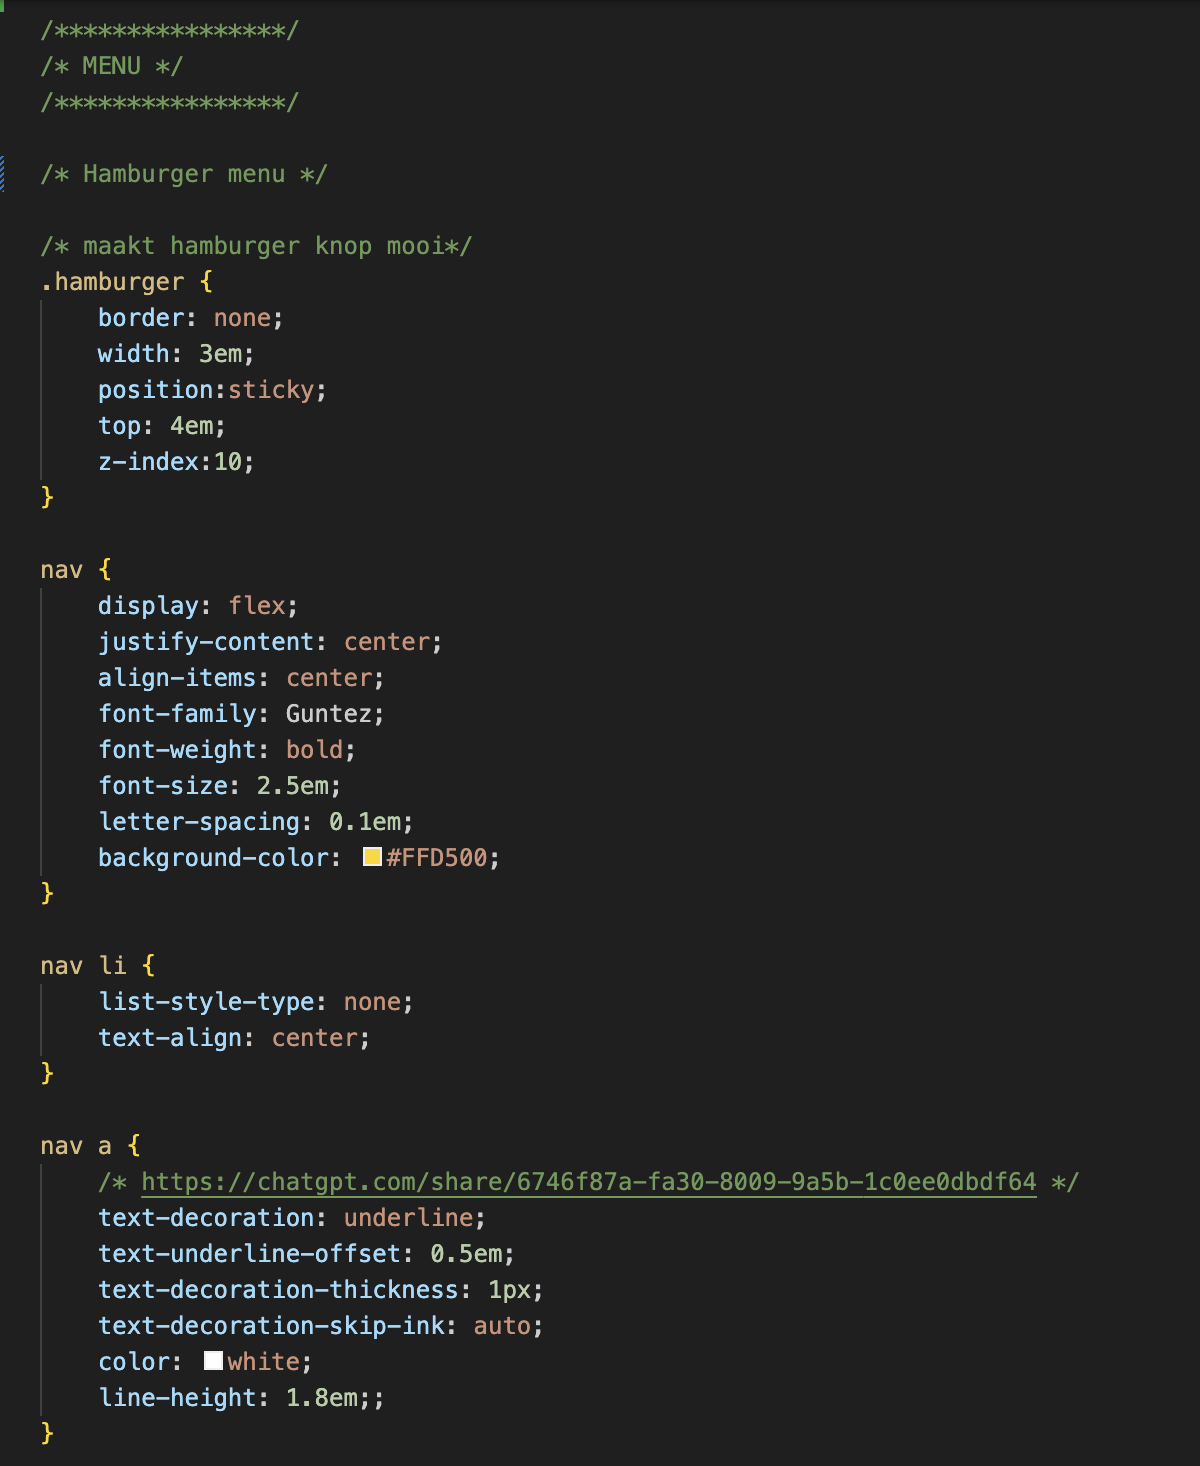 /****************/
/* MENU */
/****************/
/* Hamburger menu */
/* maakt hamburger knop mooi*/
.hamburger {
border: none;
width: 3em;
position:sticky;
top: 4em;
z-index:10;
}
nav {
display: flex;
justify-content: center;
align-items: center;
font-family: Guntez;
font-weight: bold;
font-size: 2.5em;
letter-spacing: 0.1em;
background-color: #FFD500;
}
nav li {
list-style-type: none;
text-align: center;
}
nav a {
/* https://chatgpt.com/share/6746f87a-fa30-8009-9a5b-1c0ee0dbdf64 */
text-decoration: underline;
text-underline-offset: 0.5em;
text-decoration-thickness: 1px;
text-decoration-skip-ink: auto;
color: white;
line-height: 1.8em;;
}